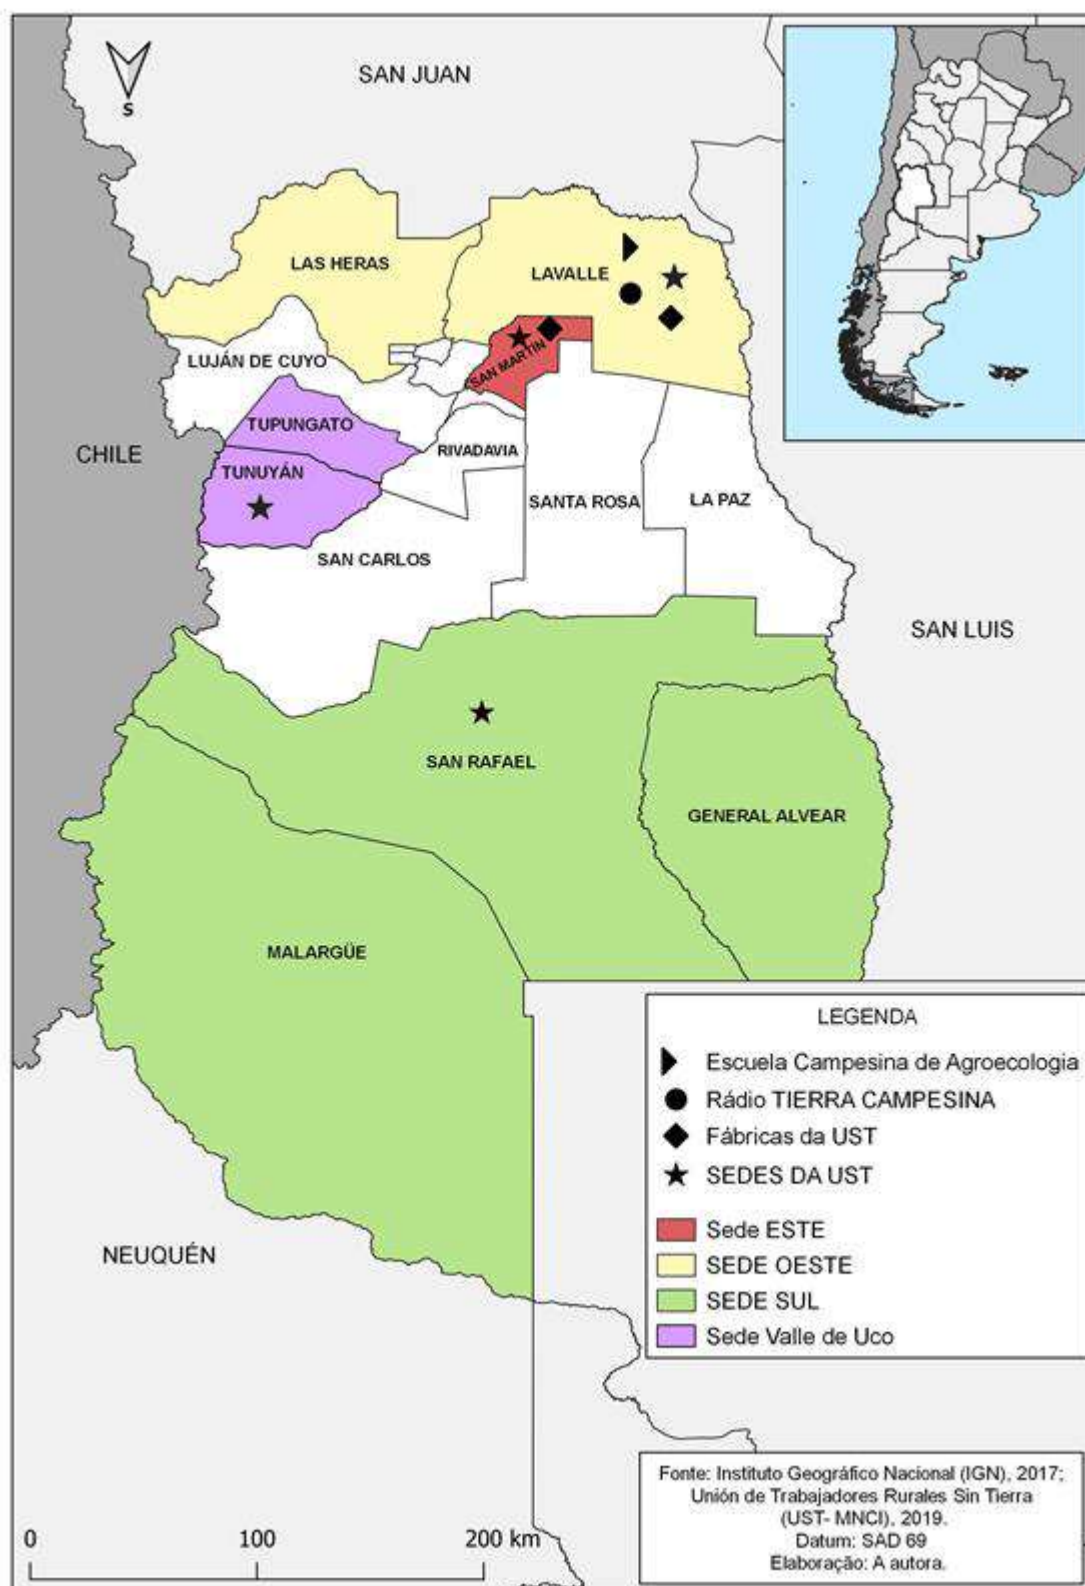 SAN JUAN
S
LAS HERAS
LAVALLE
SAN MARTÍN
LUJÁN DE CUYO
TUPUNGATO
RIVADAVIA
CHILE
TUNUYÁN
SANTA ROSA
LA PAZ
SAN CARLOS
SAN LUIS
SAN RAFAEL
GENERAL ALVEAR
MALARGÜE
NEUQUÉN
LEGENDA
Escuela Campesina de Agroecologia
Rádio TIERRA CAMPESINA
Fábricas da UST
SEDES DA UST
Sede ESTE
SEDE OESTE
SEDE SUL
Sede Valle de Uco
Fonte: Instituto Geográfico Nacional (IGN), 2017;
Unión de Trabajadores Rurales Sin Tierra
(UST- MNCI), 2019.
Datum: SAD 69
Elaboração: A autora.
0 100 200 km